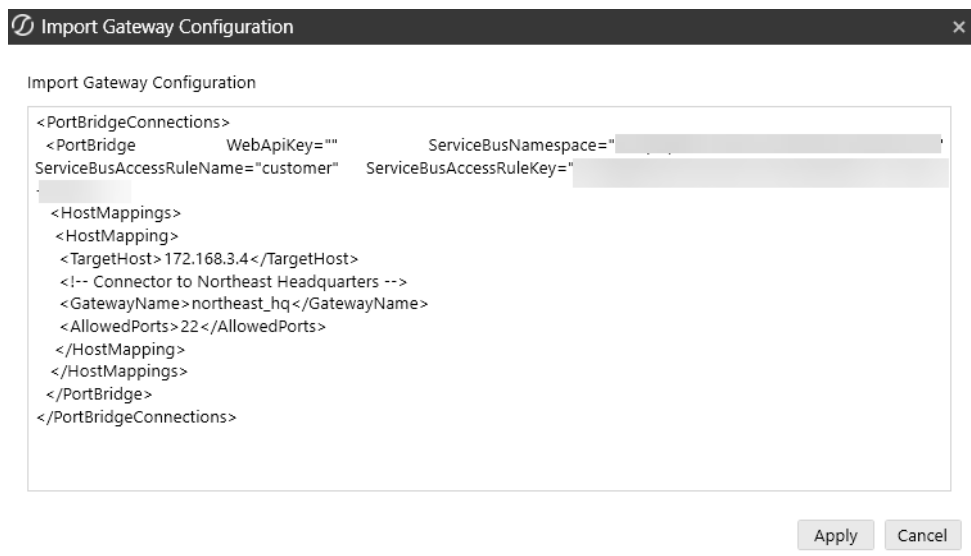 Import Gateway Configuration
Import Gateway Configuration
<PortBridgeConnections>
<PortBridge WebApiKey="" ServiceBusNamespace="
ServiceBusAccessRuleName="customer" ServiceBusAccessRuleKey="
<HostMappings>
<HostMapping>
<TargetHost>172.168.3.4</TargetHost>
<!-- Connector to Northeast Headquarters -->
<GatewayName>northeast_hq</GatewayName>
<AllowedPorts>22</AllowedPorts>
</HostMapping>
</HostMappings>
</PortBridge>
</PortBridgeConnections>
Apply Cancel